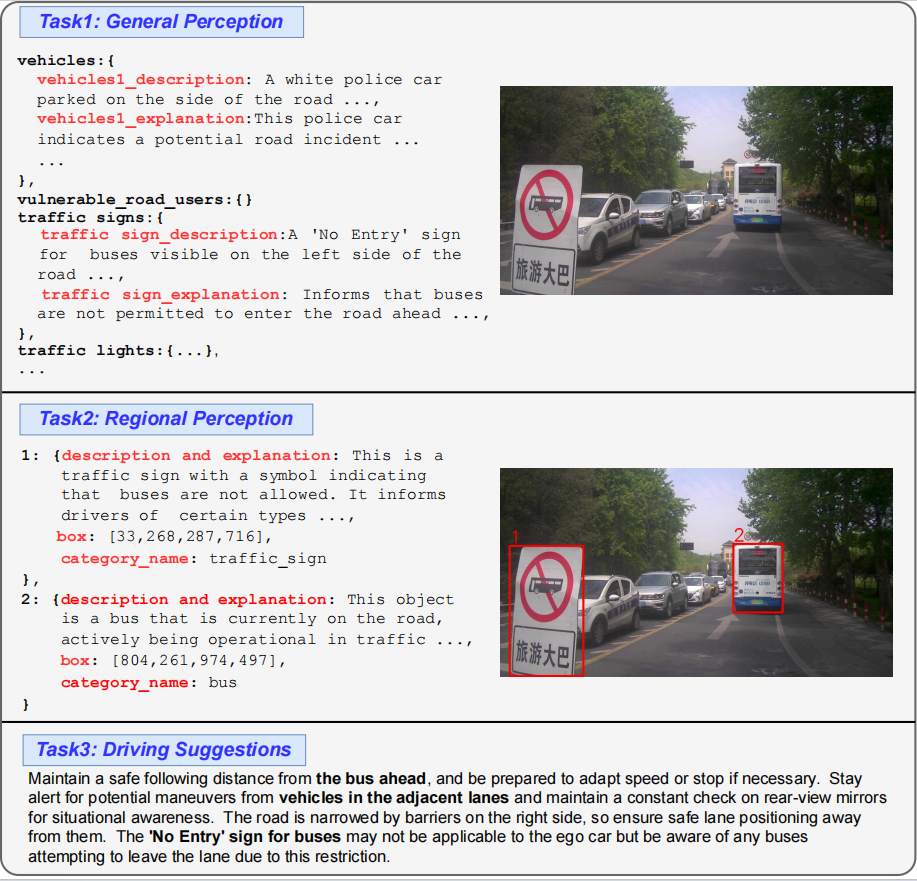 Task1: General Perception
vehicles:{
vehicles1_description: A white police car
parked on the side of the road ...,
vehicles1_explanation:This police car
indicates a potential road incident ...
...
},
vulnerable_road_users:{}
traffic signs:{
traffic sign_description:A 'No Entry' sign
for buses visible on the left side of the
road ...,
traffic sign_explanation: Informs that buses
are not permitted to enter the road ahead ...,
},
traffic lights:{...},
...
旅游大巴
Task2: Regional Perception
1: {description and explanation: This is a
traffic sign with a symbol indicating
that buses are not allowed. It informs
drivers of certain types ...,
box: [33,268,287,716],
category_name: traffic_sign
},
2: {description and explanation: This object
is a bus that is currently on the road,
actively being operational in traffic ...,
box: [804,261,974,497],
category_name: bus
}
1
2
旅游大巴
Task3: Driving Suggestions
Maintain a safe following distance from the bus ahead, and be prepared to adapt speed or stop if necessary. Stay
alert for potential maneuvers from vehicles in the adjacent lanes and maintain a constant check on rear-view mirrors
for situational awareness. The road is narrowed by barriers on the right side, so ensure safe lane positioning away
from them. The 'No Entry' sign for buses may not be applicable to the ego car but be aware of any buses
attempting to leave the lane due to this restriction.